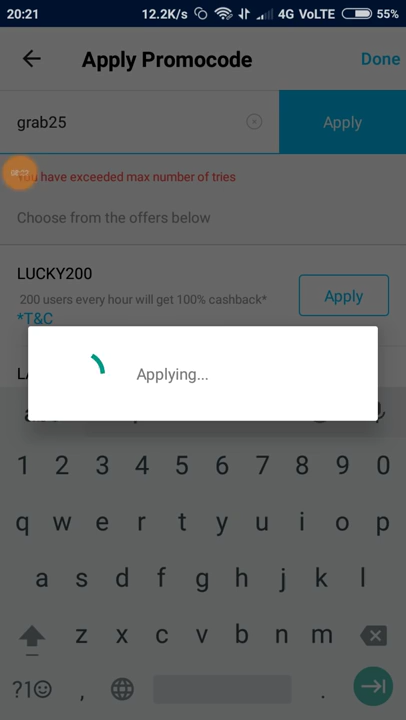 20:21 12.2K/s 4G VoLTE 55%
Apply Promocode Done
grab25 Apply
have exceeded max number of tries
Choose from the offers below
LUCKY200
200 users every hour will get 100% cashback*
Apply
*T&C
Applying...
1 2 3 4 5 6 7 8 9 0
q w e r t y u i o p
a s d f g h j k l
z x c v b n m
?1 , .